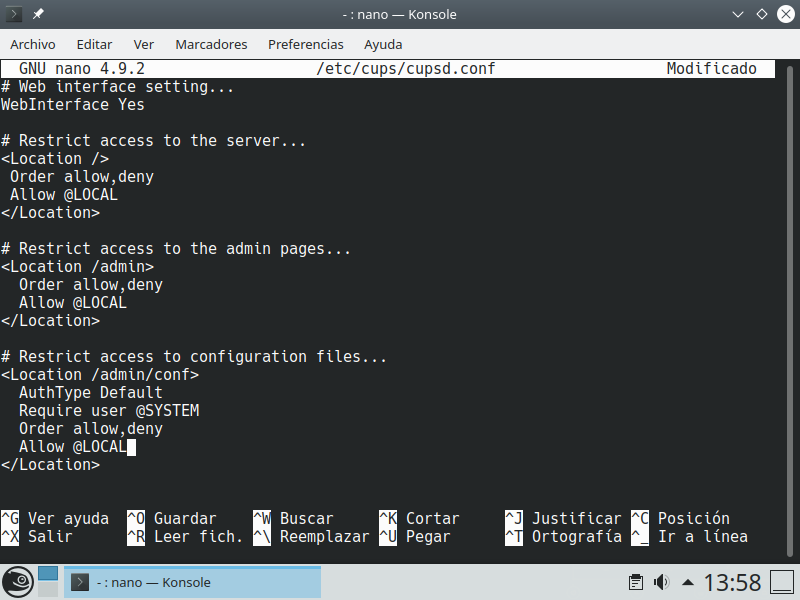 - : nano — Konsole
Archivo Editar Ver Marcadores Preferencias Ayuda
GNU nano 4.9.2 /etc/cups/cupsd.conf Modificado
# Web interface setting...
WebInterface Yes
# Restrict access to the server...
<Location />
Order allow,deny
Allow @LOCAL
</Location>
# Restrict access to the admin pages...
<Location /admin>
Order allow,deny
Allow @LOCAL
</Location>
# Restrict access to configuration files...
<Location /admin/conf>
AuthType Default
Require user @SYSTEM
Order allow,deny
Allow @LOCAL
</Location>
^G Ver ayuda ^O Guardar ^W Buscar ^K Cortar ^J Justificar ^C Posición
^X Salir ^R Leer fich. ^\ Reemplazar ^U Pegar ^T Ortografía ^_ Ir a línea
- : nano — Konsole 13:58